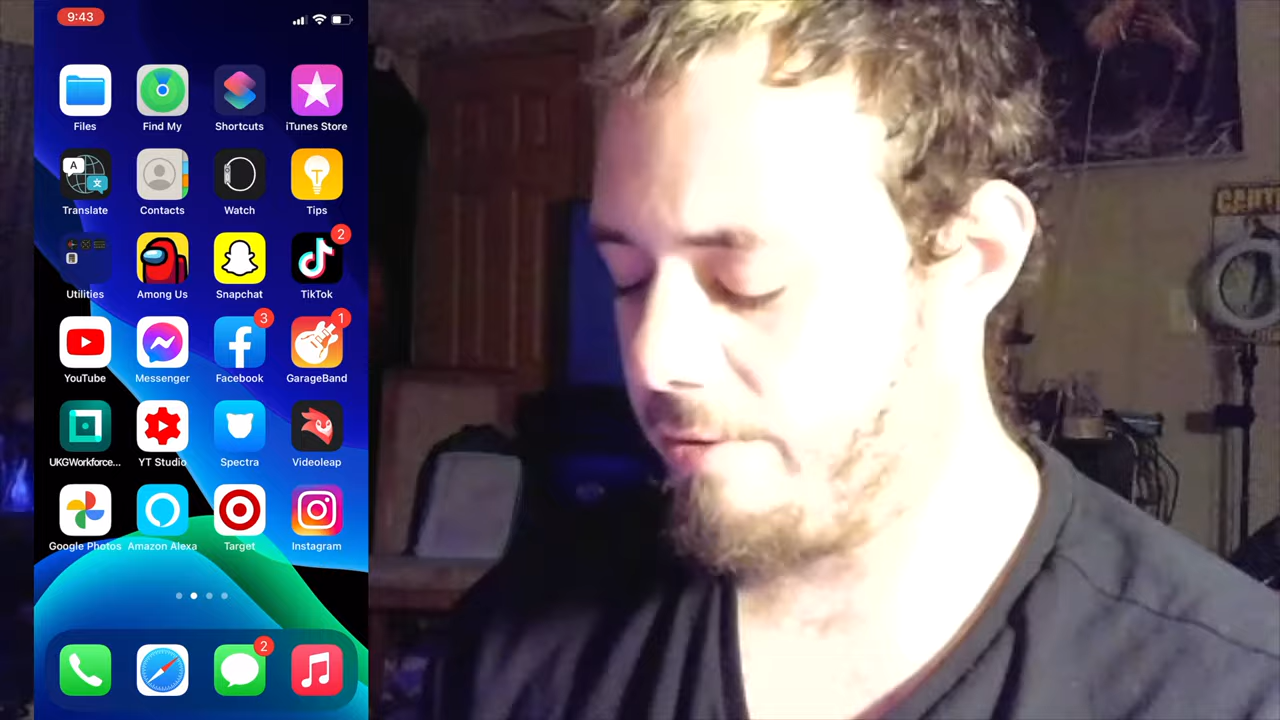 9:43
Files Find My Shortcuts iTunes Store
A
Translate Contacts Watch Tips
2
Utilities Among Us Snapchat TikTok
3 1
YouTube Messenger Facebook GarageBand
UKGWorkforce... YT Studio Spectra Videoleap
Google Photos Amazon Alexa Target Instagram
2